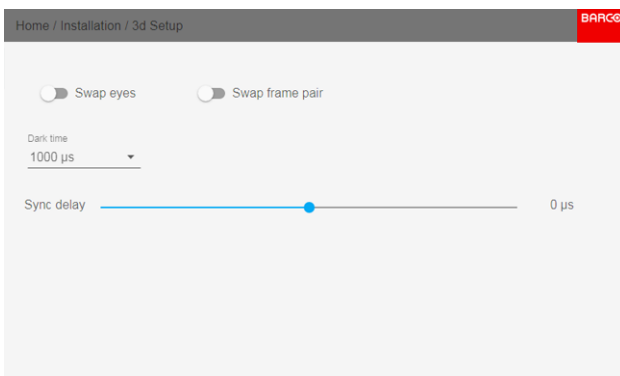 Home / Installation / 3d Setup
BARCO
Swap eyes
Swap frame pair
Dark time
1000 µs
Sync delay
0 µs